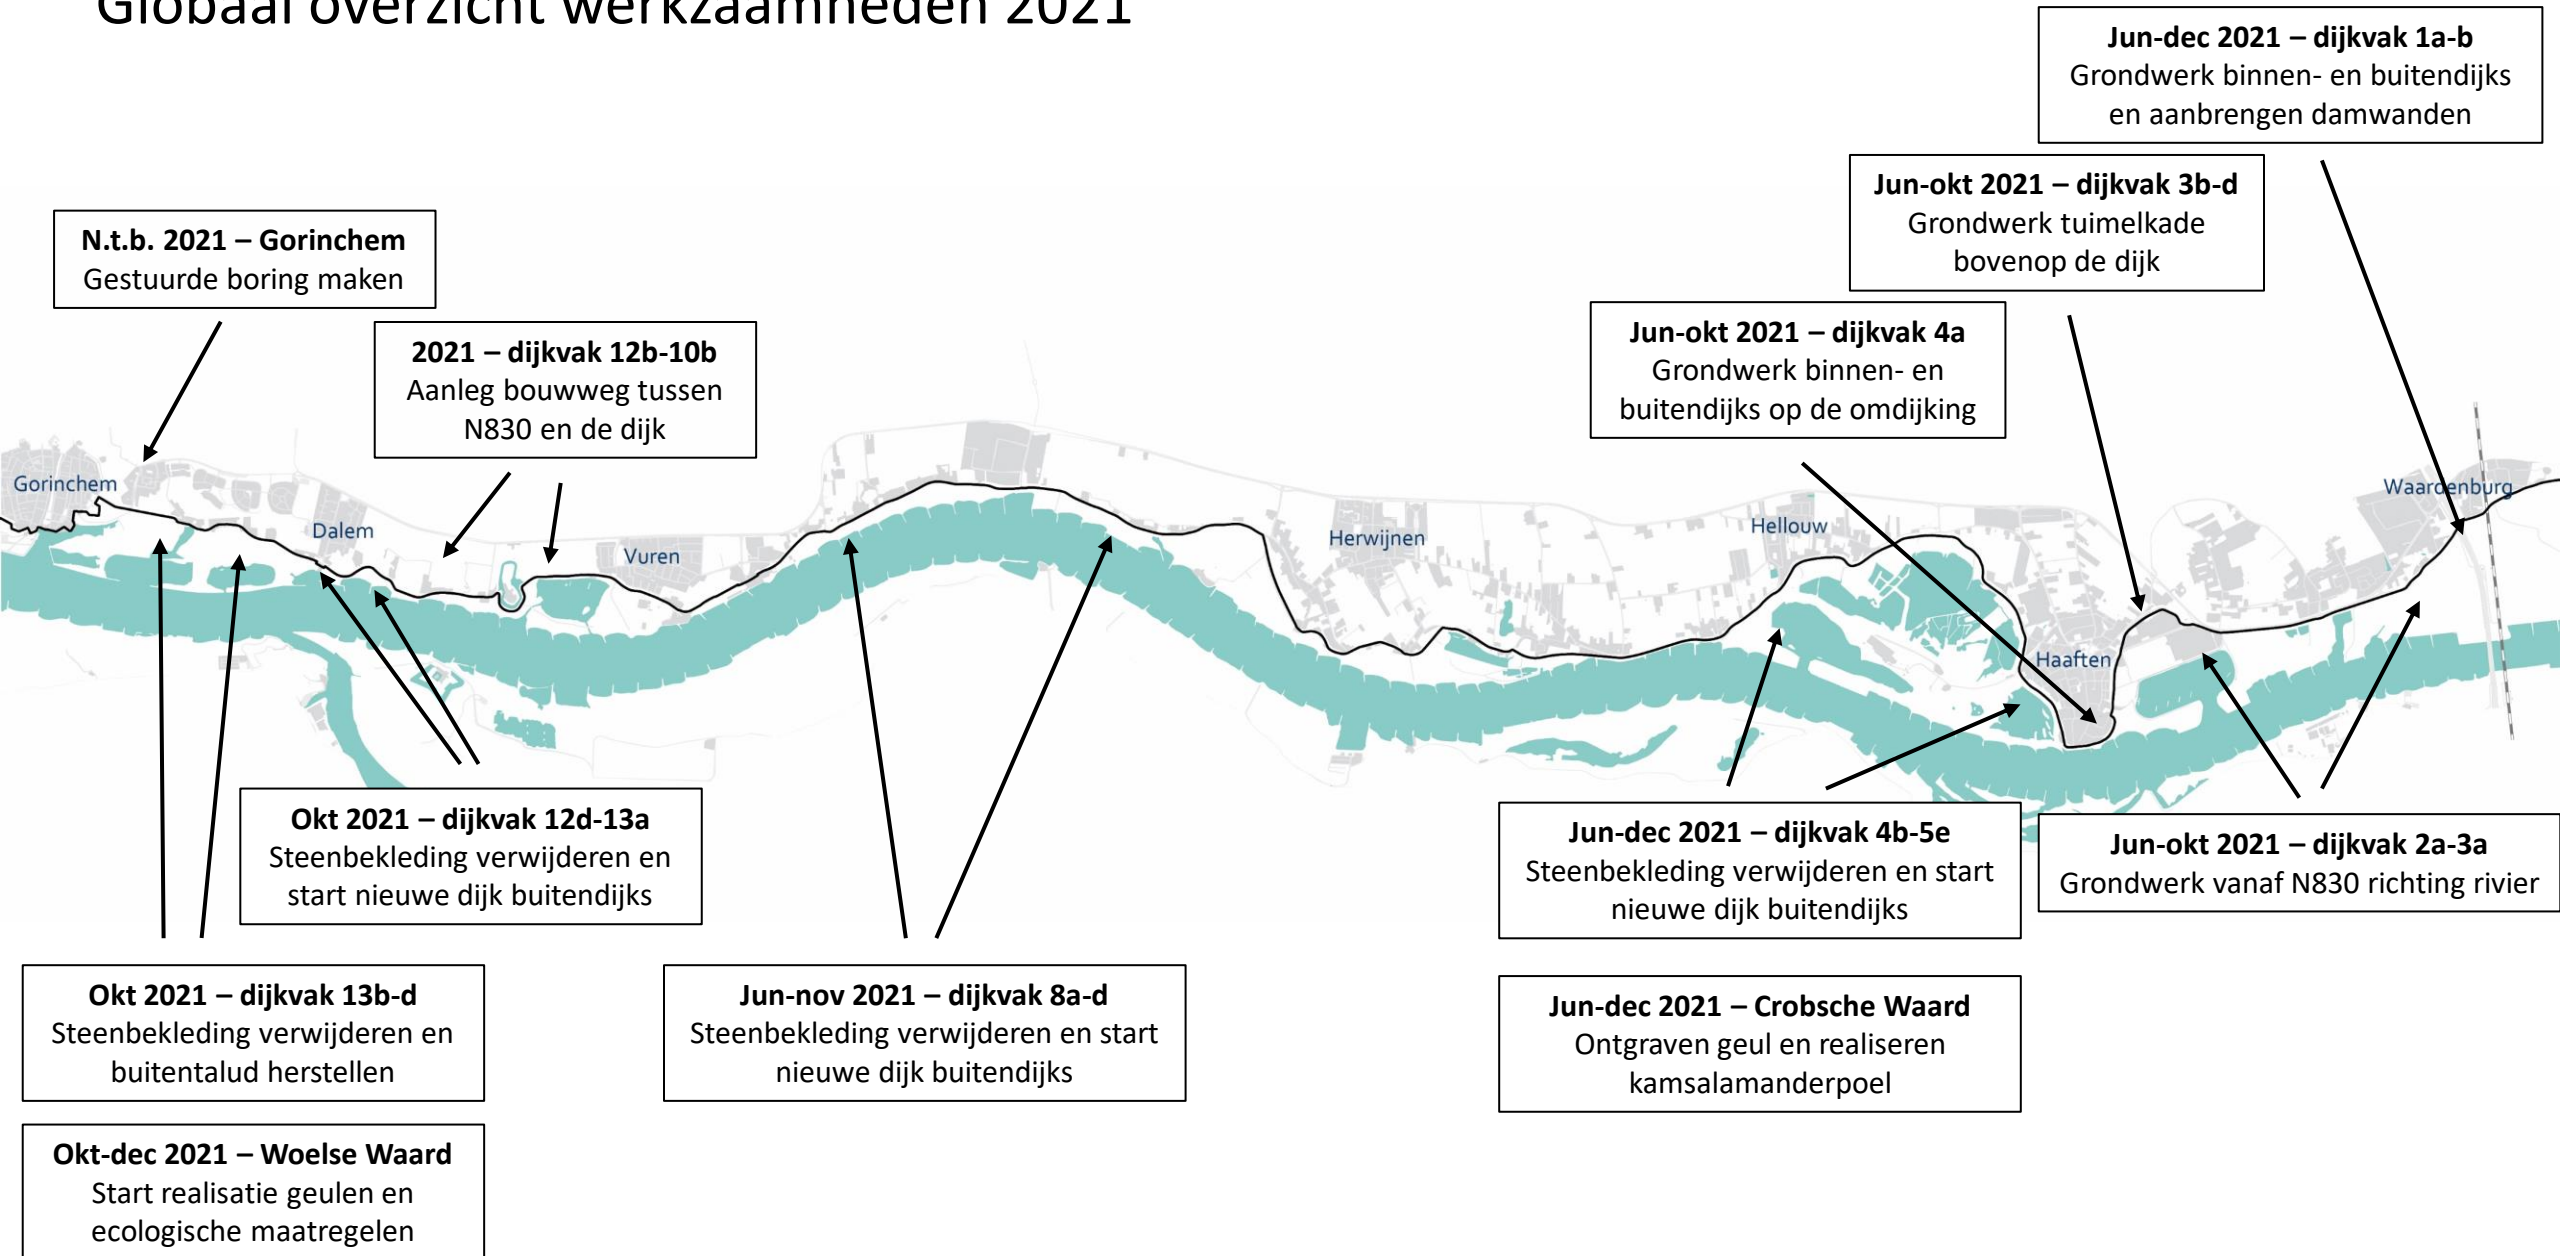 Globaal overzicht werkzaamheden 2021
Jun-dec 2021 – dijkvak 1a-b
Grondwerk binnen- en buitendijks
en aanbrengen damwanden
Jun-okt 2021 – dijkvak 3b-d
Grondwerk tuimelkade
bovenop de dijk
N.t.b. 2021 – Gorinchem
Gestuurde boring maken
2021 – dijkvak 12b-10b
Aanleg bouwweg tussen
N830 en de dijk
Jun-okt 2021 – dijkvak 4a
Grondwerk binnen- en
buitendijks op de omdijking
Gorinchem
Dalem
Vuren
Herwijnen
Hellouw
Haaften
Waardenburg
Okt 2021 – dijkvak 12d-13a
Steenbekleding verwijderen en
start nieuwe dijk buitendijks
Jun-dec 2021 – dijkvak 4b-5e
Steenbekleding verwijderen en start
nieuwe dijk buitendijks
Jun-okt 2021 – dijkvak 2a-3a
Grondwerk vanaf N830 richting rivier
Okt 2021 – dijkvak 13b-d
Steenbekleding verwijderen en
buitentalud herstellen
Jun-nov 2021 – dijkvak 8a-d
Steenbekleding verwijderen en start
nieuwe dijk buitendijks
Jun-dec 2021 – Crobsche Waard
Ontgraven geul en realiseren
kamsalamanderpoel
Okt-dec 2021 – Woelse Waard
Start realisatie geulen en
ecologische maatregelen